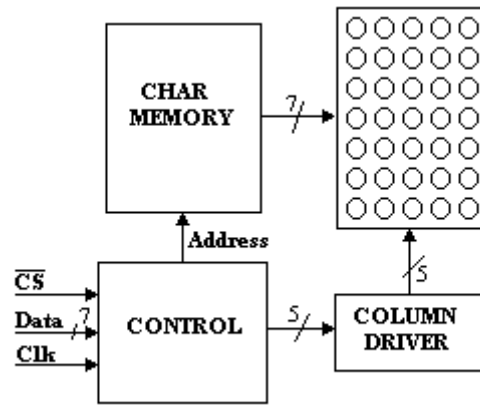 CHAR
MEMORY
7
Address
CS
Data
7
Clk
CONTROL
5
5
COLUMN
DRIVER